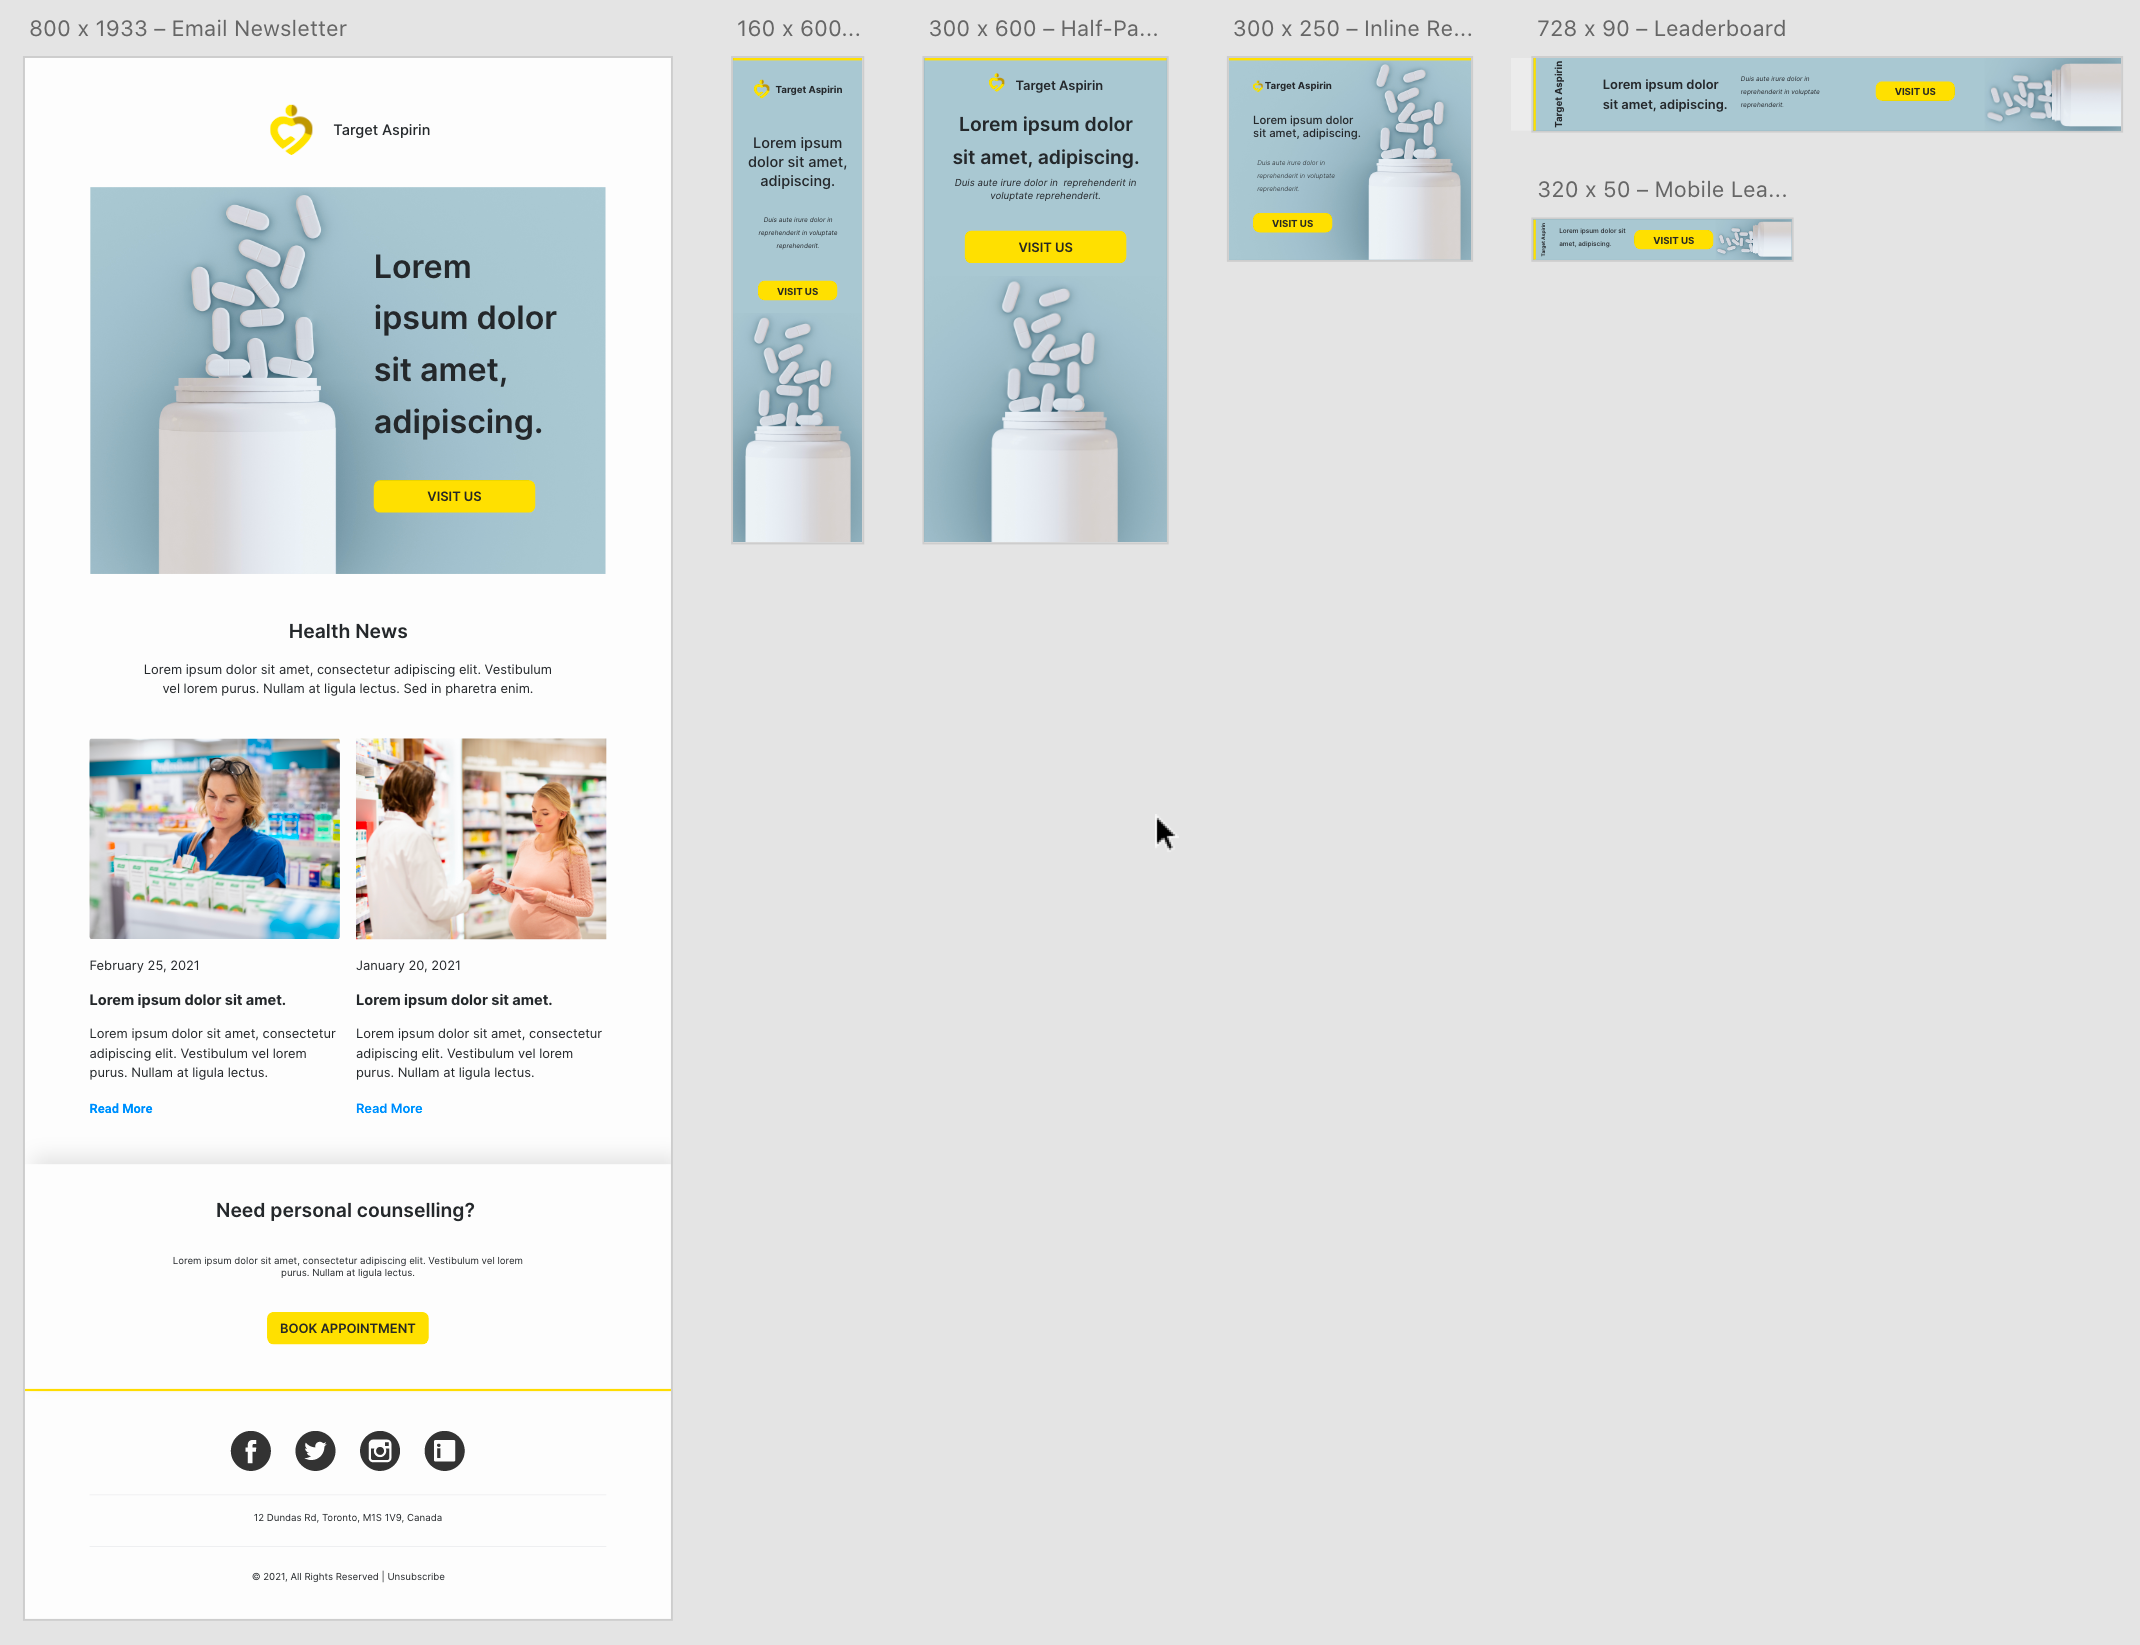 800 x 1933 – Email Newsletter
Target Aspirin
Lorem
ipsum dolor
sit amet,
adipiscing.
VISIT US
Health News
Lorem ipsum dolor sit amet, consectetur adipiscing elit. Vestibulum
vel lorem purus. Nullam at ligula lectus. Sed in pharetra enim.
February 25, 2021
Lorem ipsum dolor sit amet.
Lorem ipsum dolor sit amet, consectetur
adipiscing elit. Vestibulum vel lorem
purus. Nullam at ligula lectus.
Read More
January 20, 2021
Lorem ipsum dolor sit amet.
Lorem ipsum dolor sit amet, consectetur
adipiscing elit. Vestibulum vel lorem
purus. Nullam at ligula lectus.
Read More
Need personal counselling?
Lorem ipsum dolor sit amet, consectetur adipiscing elit. Vestibulum vel lorem
purus. Nullam at ligula lectus.
BOOK APPOINTMENT
12 Dundas Rd, Toronto, M1S 1V9, Canada
© 2021, All Rights Reserved | Unsubscribe
160 x 600...
Target Aspirin
Lorem ipsum
dolor sit amet,
adipiscing.
Duis aute irure dolor in
reprehenderit in voluptate
reprehenderit.
VISIT US
300 x 600 – Half-Pa...
Target Aspirin
Lorem ipsum dolor
sit amet, adipiscing.
Duis aute irure dolor in reprehenderit in
voluptate reprehenderit.
VISIT US
300 x 250 – Inline Re...
Target Aspirin
Lorem ipsum dolor
sit amet, adipiscing.
Duis aute irure dolor in
reprehenderit in voluptate
reprehenderit.
VISIT US
728 x 90 – Leaderboard
Target Aspirin
Lorem ipsum dolor
sit amet, adipiscing.
Duis aute irure dolor in
reprehenderit in voluptate
reprehenderit.
VISIT US
320 x 50 – Mobile Lea...
Target Aspirin
Lorem ipsum dolor sit
amet, adipiscing.
VISIT US